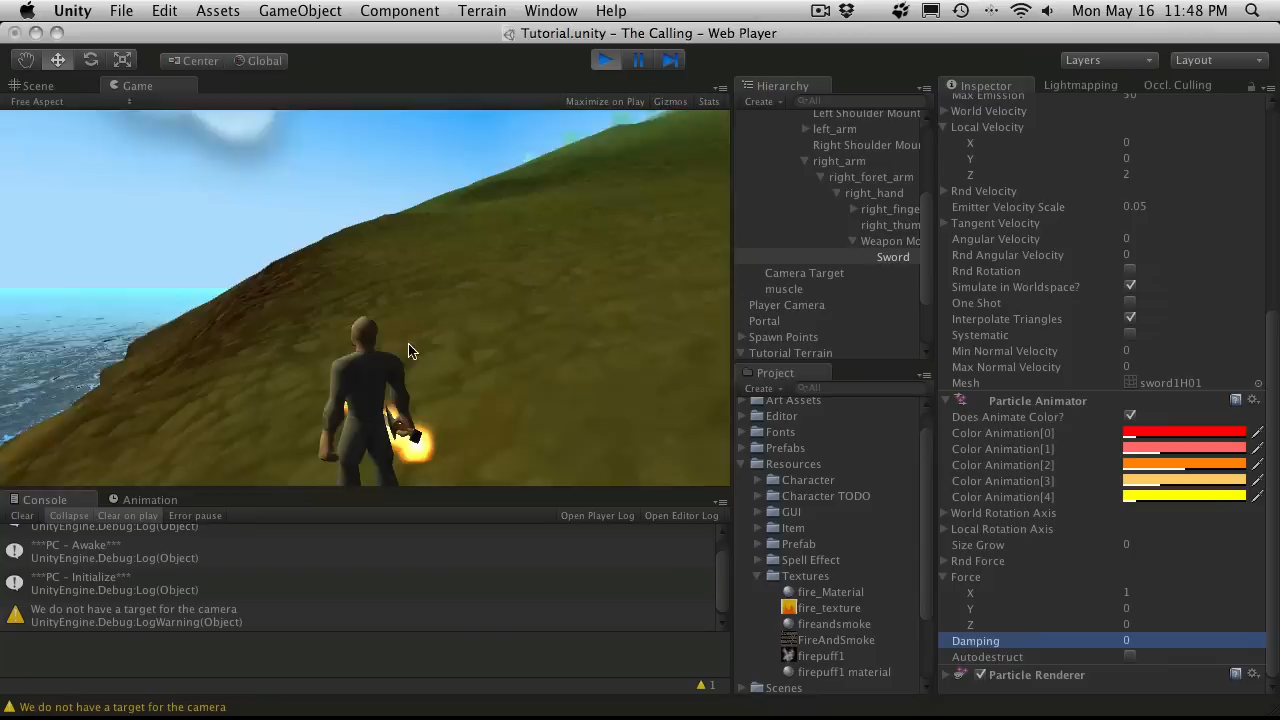 Unity File Edit Assets GameObject Component Terrain Window Help Mon May 16 11:48 PM
Tutorial.unity – The Calling – Web Player
Center Global Layers Layout
Scene Game
Free Aspect Maximize on Play Gizmos Stats
Hierarchy
Create All
Left Shoulder Mount
left_arm
Right Shoulder Moun
right_arm
right_foret_arm
right_hand
right_finge
right_thum
Weapon Mo
Sword
Camera Target
muscle
Player Camera
Portal
Spawn Points
Tutorial Terrain
Project
Create All
Art Assets
Editor
Fonts
Prefabs
Resources
Character
Character TODO
GUI
Item
Prefab
Spell Effect
Textures
fire_Material
fire_texture
fireandsmoke
FireAndSmoke
firepuff1
firepuff1 material
Scenes
Inspector Lightmapping Occl. Culling
Max Emission 50
World Velocity
Local Velocity
X 0
Y 0
Z 2
Rnd Velocity
Emitter Velocity Scale 0.05
Tangent Velocity
Angular Velocity 0
Rnd Angular Velocity 0
Rnd Rotation
Simulate in Worldspace?
One Shot
Interpolate Triangles
Systematic
Min Normal Velocity 0
Max Normal Velocity 0
Mesh sword1H01
Particle Animator
Does Animate Color?
Color Animation[0]
Color Animation[1]
Color Animation[2]
Color Animation[3]
Color Animation[4]
World Rotation Axis
Local Rotation Axis
Size Grow 0
Rnd Force
Force
X 1
Y 0
Z 0
Damping 0
Autodestruct
Particle Renderer
Console Animation
Clear Collapse Clear on play Error pause Open Player Log Open Editor Log
UnityEngine.Debug:Log(Object)
***PC – Awake***
UnityEngine.Debug:Log(Object)
***PC – Initialize***
UnityEngine.Debug:Log(Object)
We do not have a target for the camera
UnityEngine.Debug:LogWarning(Object)
1
We do not have a target for the camera